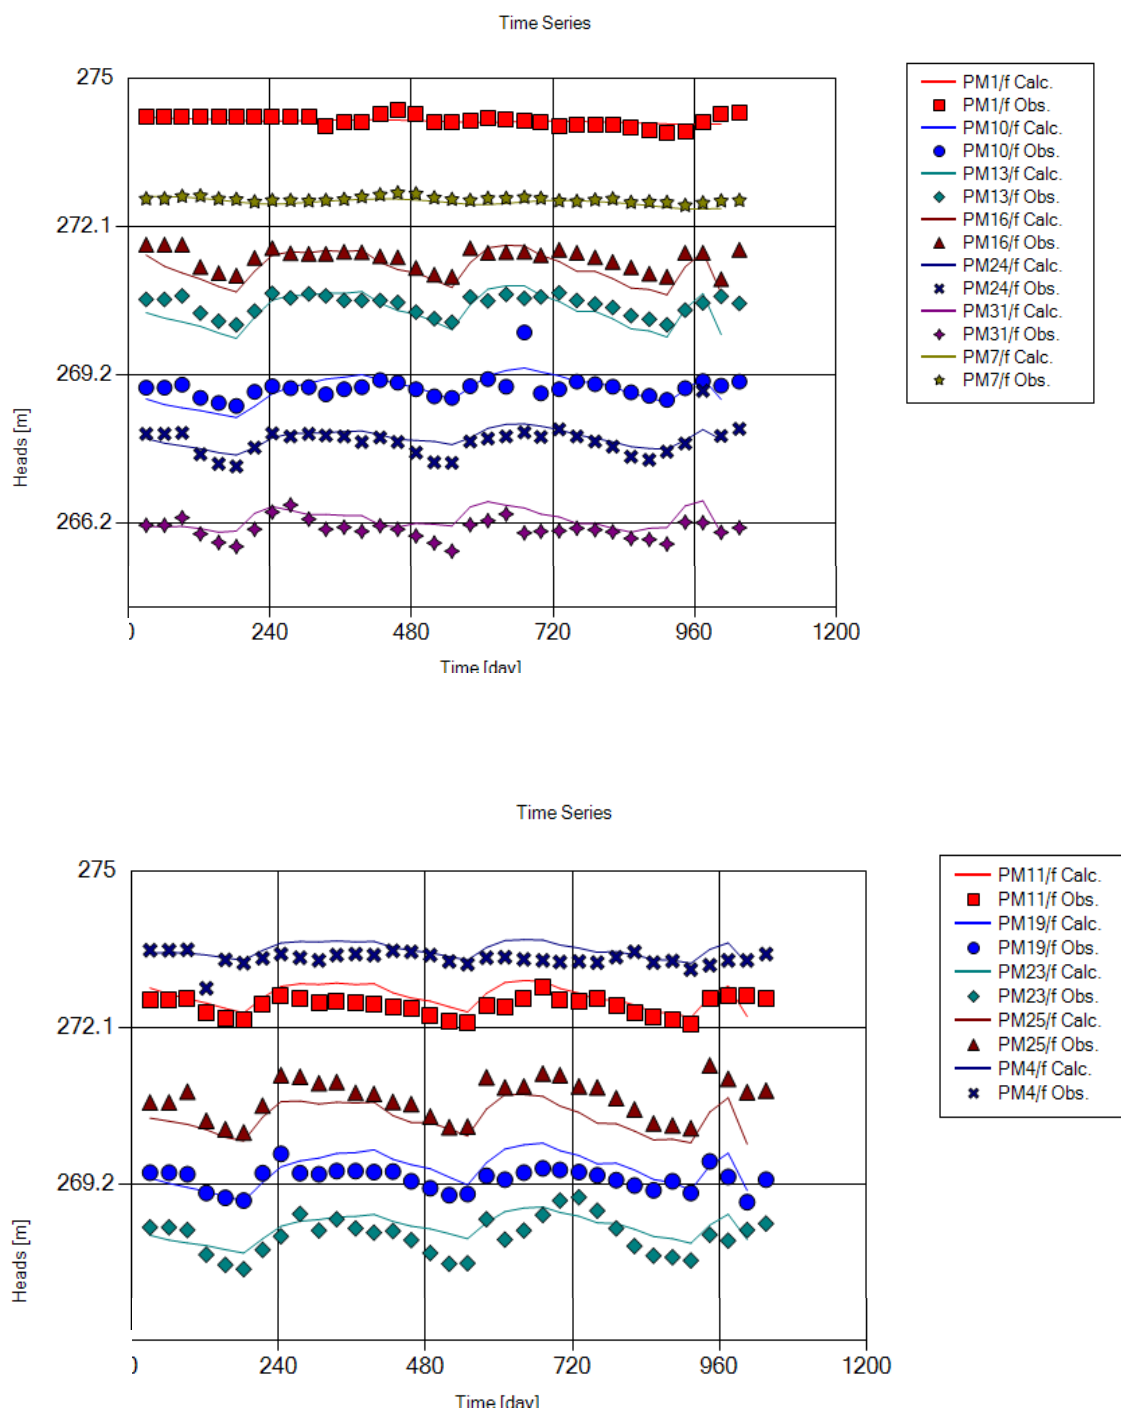 Time Series
275
272.1
269.2
266.2
Heads [m]
0
240
480
720
960
1200
Time [day]
PM1/f Calc.
PM1/f Obs.
PM10/f Calc.
PM10/f Obs.
PM13/f Calc.
PM13/f Obs.
PM16/f Calc.
PM16/f Obs.
PM24/f Calc.
PM24/f Obs.
PM31/f Calc.
PM31/f Obs.
PM7/f Calc.
PM7/f Obs.
Time Series
275
272.1
269.2
Heads [m]
0
240
480
720
960
1200
Time [day]
PM11/f Calc.
PM11/f Obs.
PM19/f Calc.
PM19/f Obs.
PM23/f Calc.
PM23/f Obs.
PM25/f Calc.
PM25/f Obs.
PM4/f Calc.
PM4/f Obs.